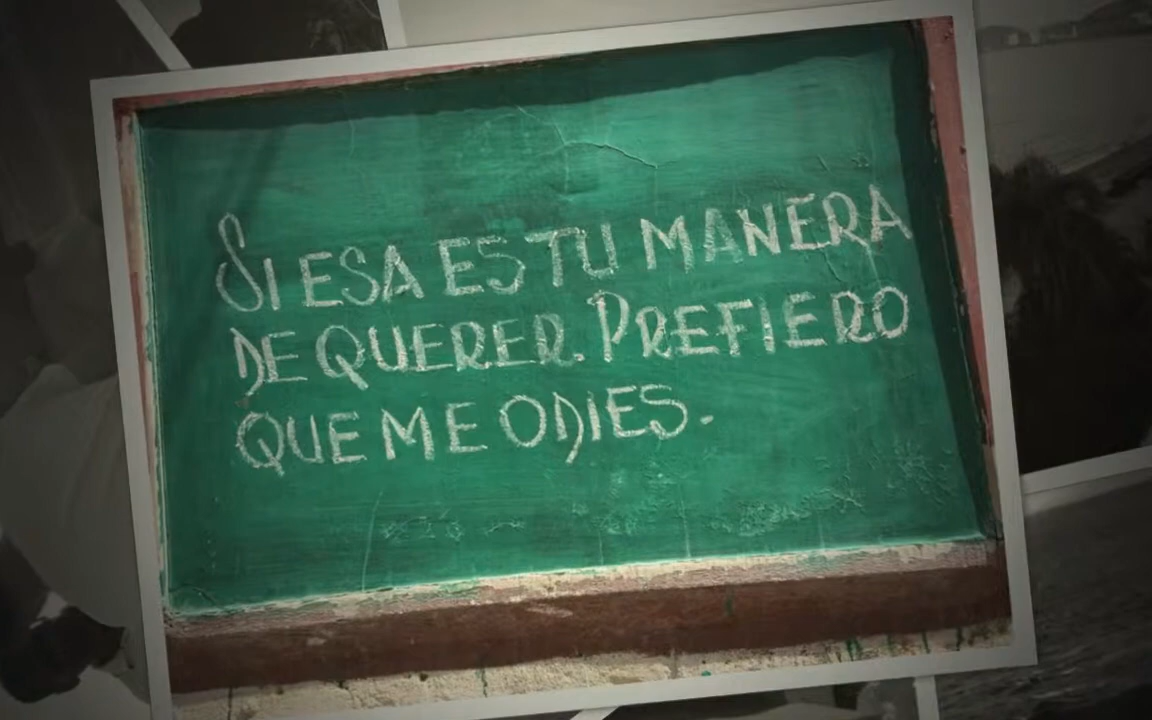 SI ESA ES TU MANERA
DE QUERER. PREFIERO
QUE ME ODIES.